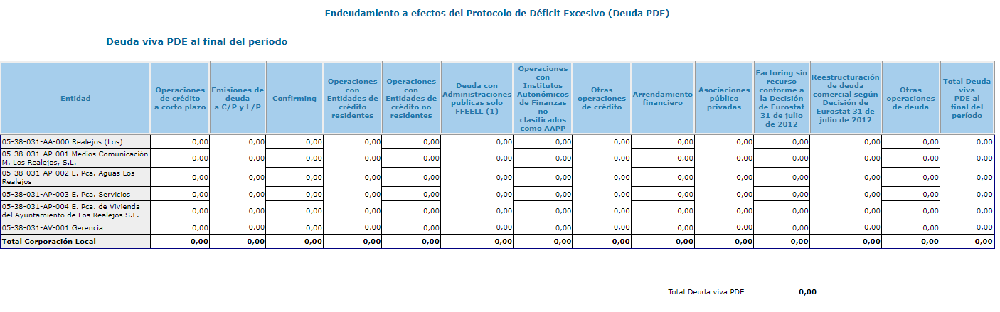 Endeudamiento a efectos del Protocolo de Déficit Excesivo (Deuda PDE)
Deuda viva PDE al final del período
Entidad
Operaciones
de crédito
a corto plazo
Emisiones de
deuda
a C/P y L/P
Confirming
Operaciones
con
Entidades de
crédito
residentes
Operaciones
con
Entidades de
crédito no
residentes
Deuda con
Administraciones
publicas solo
FFEELL (1)
Operaciones
con
Institutos
Autonómicos
de Finanzas
no
clasificados
como AAPP
Otras
operaciones
de crédito
Arrendamiento
financiero
Asociaciones
público
privadas
Factoring sin
recurso
conforme a
la Decisión
de Eurostat
31 de julio
de 2012
Reestructuración
de deuda
comercial según
Decisión de
Eurostat 31 de
julio de 2012
Otras
operaciones
de deuda
Total Deuda
viva
PDE al
final del
período
05-38-031-AA-000 Realejos (Los) 0,00 0,00 0,00 0,00 0,00 0,00 0,00 0,00 0,00 0,00 0,00 0,00 0,00 0,00
05-38-031-AP-001 Medios Comunicación
M. Los Realejos, S.L. 0,00 0,00 0,00 0,00 0,00 0,00 0,00 0,00 0,00 0,00 0,00 0,00 0,00 0,00
05-38-031-AP-002 E. Pca. Aguas Los
Realejos 0,00 0,00 0,00 0,00 0,00 0,00 0,00 0,00 0,00 0,00 0,00 0,00 0,00 0,00
05-38-031-AP-003 E. Pca. Servicios 0,00 0,00 0,00 0,00 0,00 0,00 0,00 0,00 0,00 0,00 0,00 0,00 0,00 0,00
05-38-031-AP-004 E. Pca. de Vivienda
del Ayuntamiento de Los Realejos S.L. 0,00 0,00 0,00 0,00 0,00 0,00 0,00 0,00 0,00 0,00 0,00 0,00 0,00 0,00
05-38-031-AV-001 Gerencia 0,00 0,00 0,00 0,00 0,00 0,00 0,00 0,00 0,00 0,00 0,00 0,00 0,00 0,00
Total Corporación Local 0,00 0,00 0,00 0,00 0,00 0,00 0,00 0,00 0,00 0,00 0,00 0,00 0,00 0,00
Total Deuda viva PDE 0,00